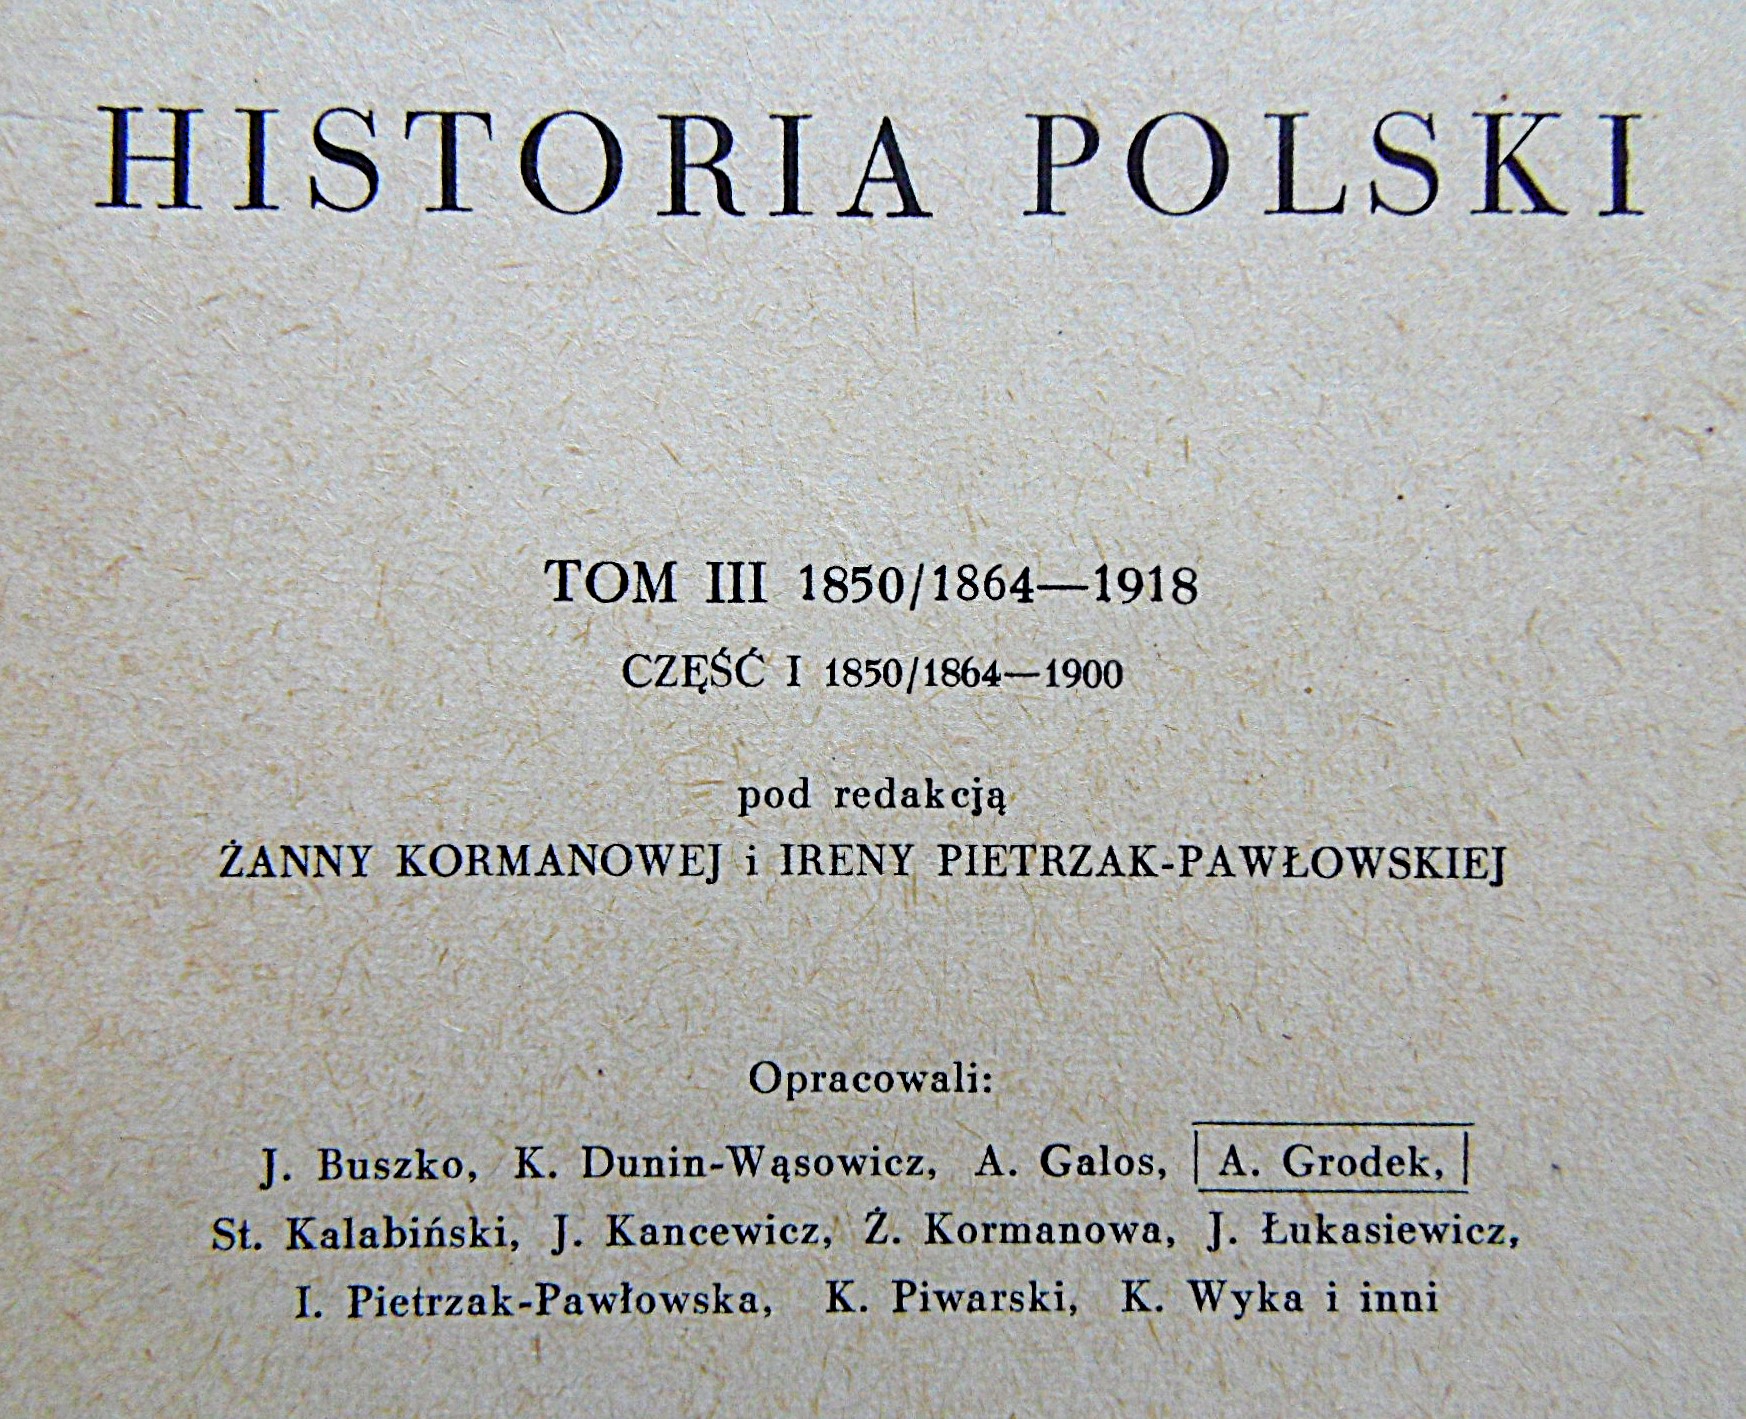 HISTORIA POLSKI
TOM III 1850/1864—1918
CZĘŚĆ I 1850/1864—1900
pod redakcją
ŻANNY KORMANOWEJ i IRENY PIETRZAK-PAWŁOWSKIEJ
Opracowali:
J. Buszko, K. Dunin-Wąsowicz, A. Galos, A. Grodek,
St. Kalabiński, J. Kancewicz, Ż. Kormanowa, J. Łukasiewicz,
I. Pietrzak-Pawłowska, K. Piwarski, K. Wyka i inni